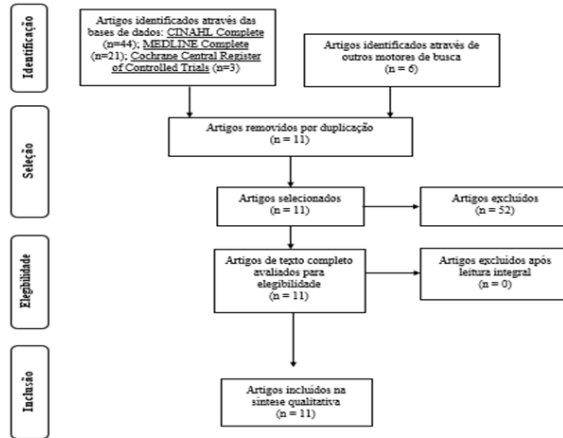 Identificação
Artigos identificados através das
bases de dados: CINAHL Complete
(n=44); MEDLINE Complete
(n=21); Cochrane Central Register
of Controlled Trials (n=3)
Artigos identificados através de
outros motores de busca
(n = 6)
Seleção
Artigos removidos por duplicação
(n = 11)
Artigos selecionados
(n = 11)
Artigos excluídos
(n = 52)
Elegibilidade
Artigos de texto completo
avaliados para
elegibilidade
(n = 11)
Artigos excluídos após
leitura integral
(n = 0)
Inclusão
Artigos incluídos na
síntese qualitativa
(n = 11)